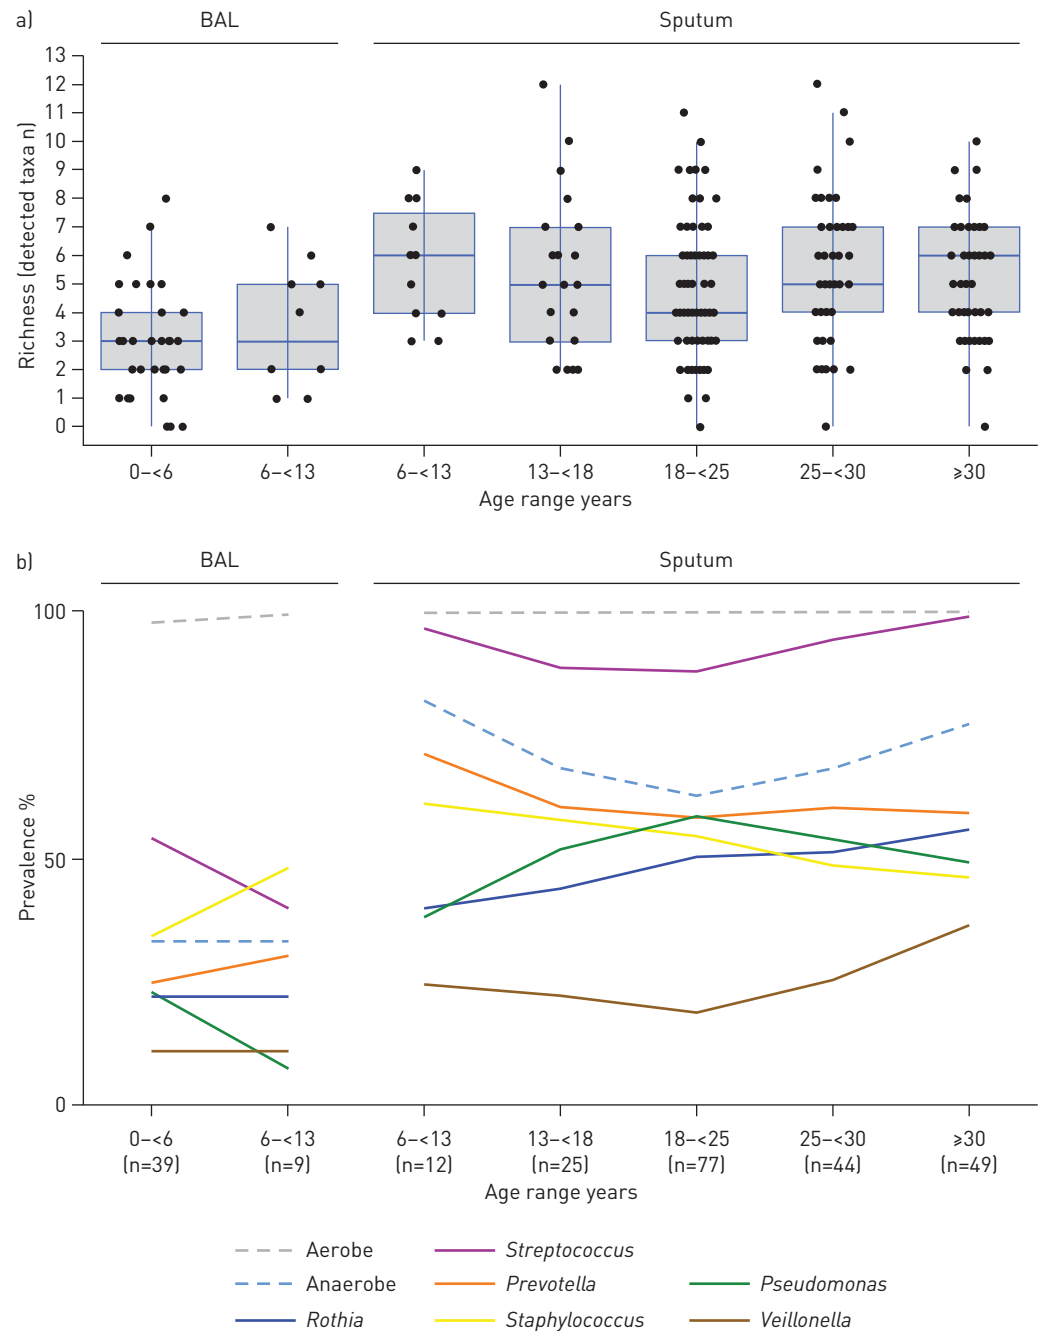 a)
BAL
Sputum
Richness (detected taxa n)
13
12
11
10
9
8
7
6
5
4
3
2
1
0
0–<6
6–<13
6–<13
13–<18
18–<25
25–<30
≥30
Age range years
b)
BAL
Sputum
Prevalence %
100
50
0
0–<6
6–<13
6–<13
13–<18
18–<25
25–<30
≥30
(n=39)
(n=9)
(n=12)
(n=25)
(n=77)
(n=44)
(n=49)
Age range years
Aerobe
Streptococcus
Anaerobe
Prevotella
Pseudomonas
Rothia
Staphylococcus
Veillonella